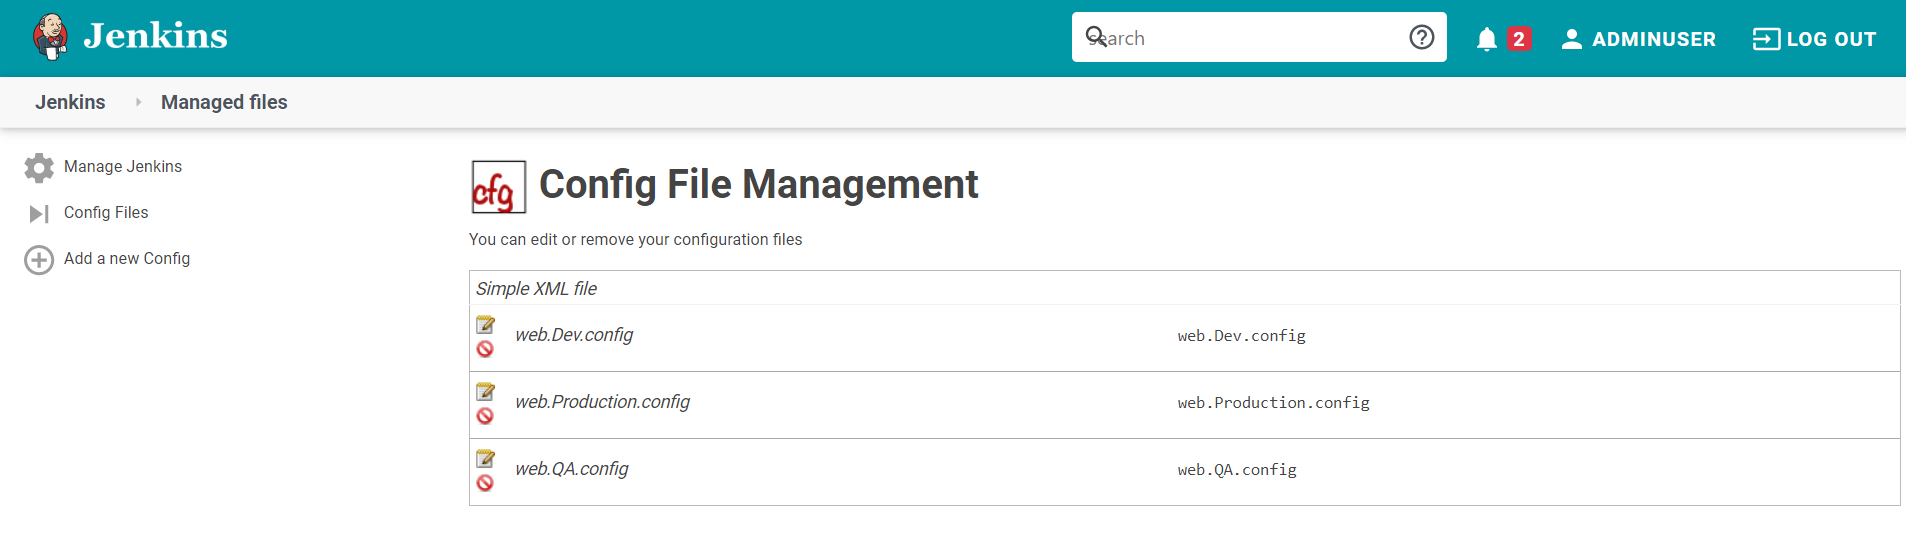 Jenkins
search
2
ADMINUSER
LOG OUT
Jenkins Managed files
Manage Jenkins
Config Files
Add a new Config
cfg
Config File Management
You can edit or remove your configuration files
Simple XML file
web.Dev.config web.Dev.config
web.Production.config web.Production.config
web.QA.config web.QA.config